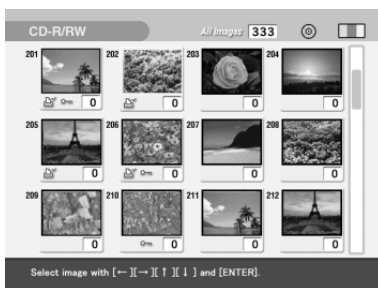 CD-R/RW All Images 333
201 202 203 204
0 0 0 0
205 206 207 208
0 0 0 0
209 210 211 212
0 0 0 0
Select image with [←][→][↑][↓] and [ENTER].